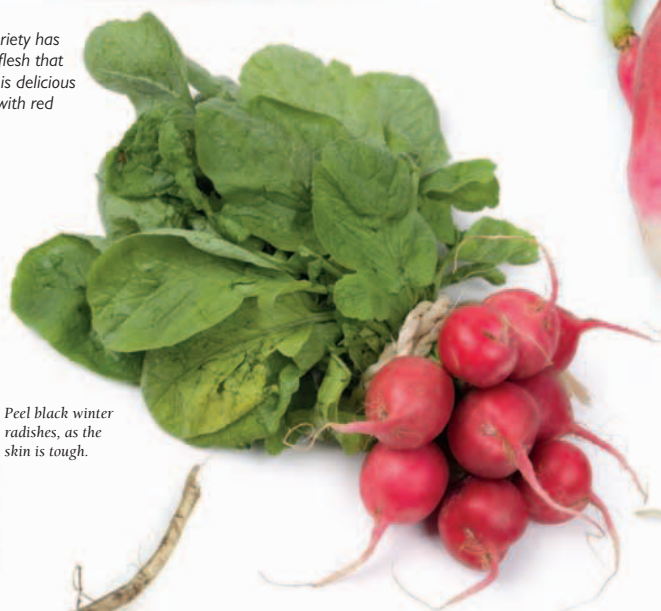 riety has
flesh that
is delicious
with red
Peel black winter
radishes, as the
skin is tough.